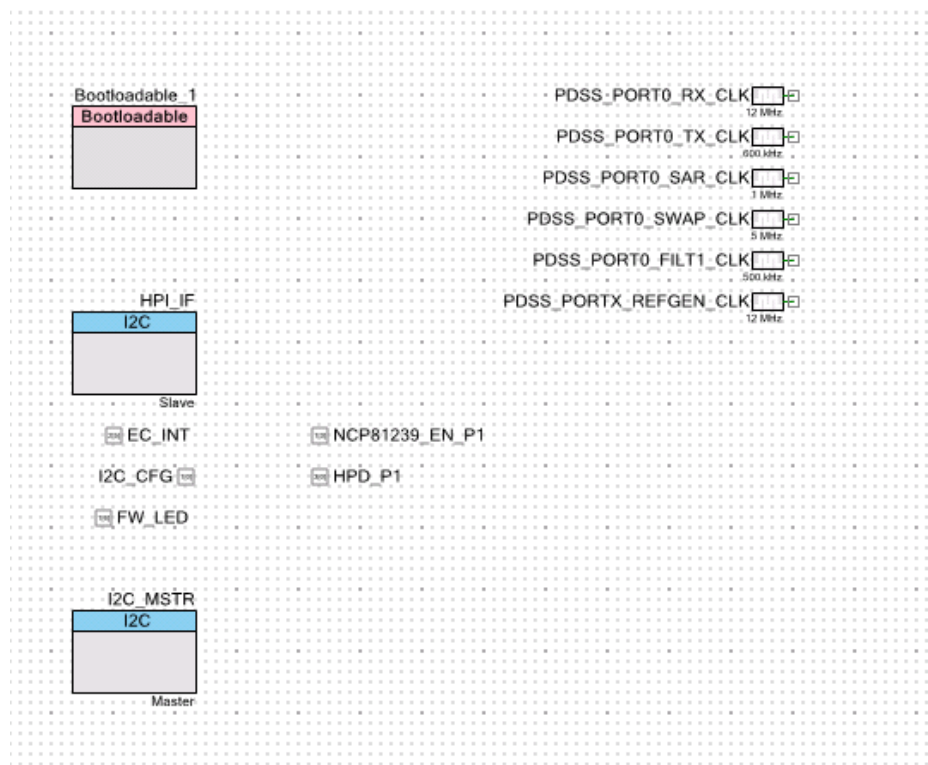 Bootloadable_1
Bootloadable
PDSS_PORT0_RX_CLK
12 MHz
PDSS_PORT0_TX_CLK
600 kHz
PDSS_PORT0_SAR_CLK
1 MHz
PDSS_PORT0_SWAP_CLK
5 MHz
PDSS_PORT0_FILT1_CLK
500 kHz
PDSS_PORTX_REFGEN_CLK
12 MHz
HPI_IF
I2C
Slave
EC_INT
NCP81239_EN_P1
I2C_CFG
HPD_P1
FW_LED
I2C_MSTR
I2C
Master